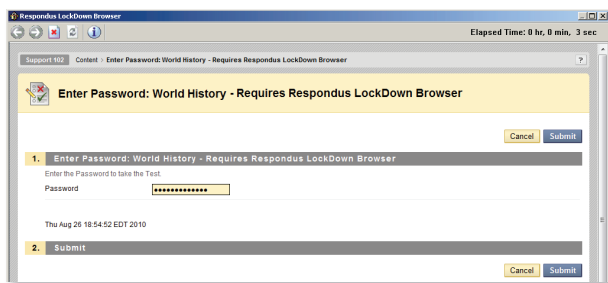 Respondus LockDown Browser
Elapsed Time: 0 hr, 0 min, 3 sec
Support 102 Content > Enter Password: World History - Requires Respondus LockDown Browser ?
Enter Password: World History - Requires Respondus LockDown Browser
Cancel Submit
1. Enter Password: World History - Requires Respondus LockDown Browser
Enter the Password to take the Test.
Password •••••••••••••
Thu Aug 26 18:54:52 EDT 2010
2. Submit
Cancel Submit